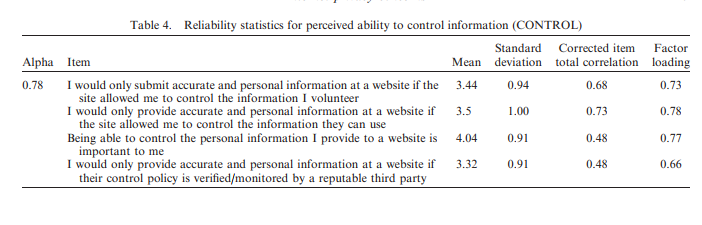 Table 4. Reliability statistics for perceived ability to control information (CONTROL)
Standard Corrected item Factor
Alpha Item Mean deviation total correlation loading
0.78 I would only submit accurate and personal information at a website if the 3.44 0.94 0.68 0.73
site allowed me to control the information I volunteer
I would only provide accurate and personal information at a website if 3.5 1.00 0.73 0.78
the site allowed me to control the information they can use
Being able to control the personal information I provide to a website is 4.04 0.91 0.48 0.77
important to me
I would only provide accurate and personal information at a website if 3.32 0.91 0.48 0.66
their control policy is verified/monitored by a reputable third party